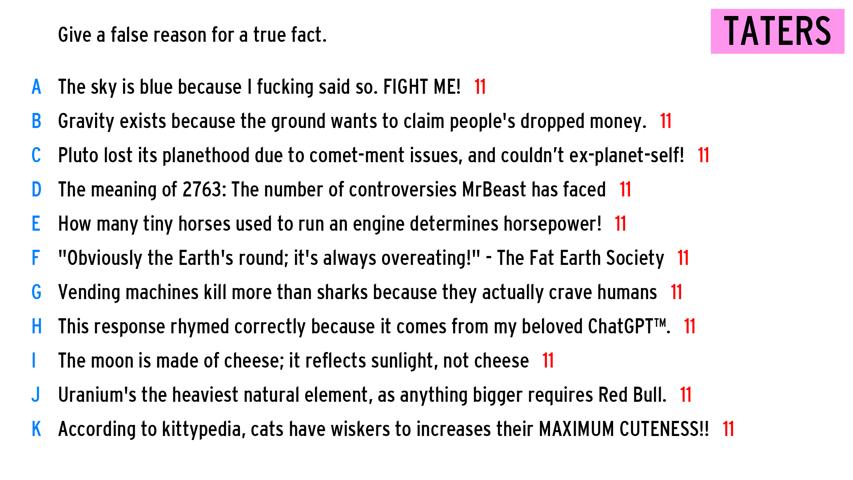 Give a false reason for a true fact.
TATERS
A The sky is blue because I fucking said so. FIGHT ME! 11
B Gravity exists because the ground wants to claim people's dropped money. 11
C Pluto lost its planethood due to comet-ment issues, and couldn't ex-planet-self! 11
D The meaning of 2763: The number of controversies MrBeast has faced 11
E How many tiny horses used to run an engine determines horsepower! 11
F "Obviously the Earth's round; it's always overeating!" - The Fat Earth Society 11
G Vending machines kill more than sharks because they actually crave humans 11
H This response rhymed correctly because it comes from my beloved ChatGPT™. 11
I The moon is made of cheese; it reflects sunlight, not cheese 11
J Uranium's the heaviest natural element, as anything bigger requires Red Bull. 11
K According to kittypedia, cats have wiskers to increases their MAXIMUM CUTENESS!! 11